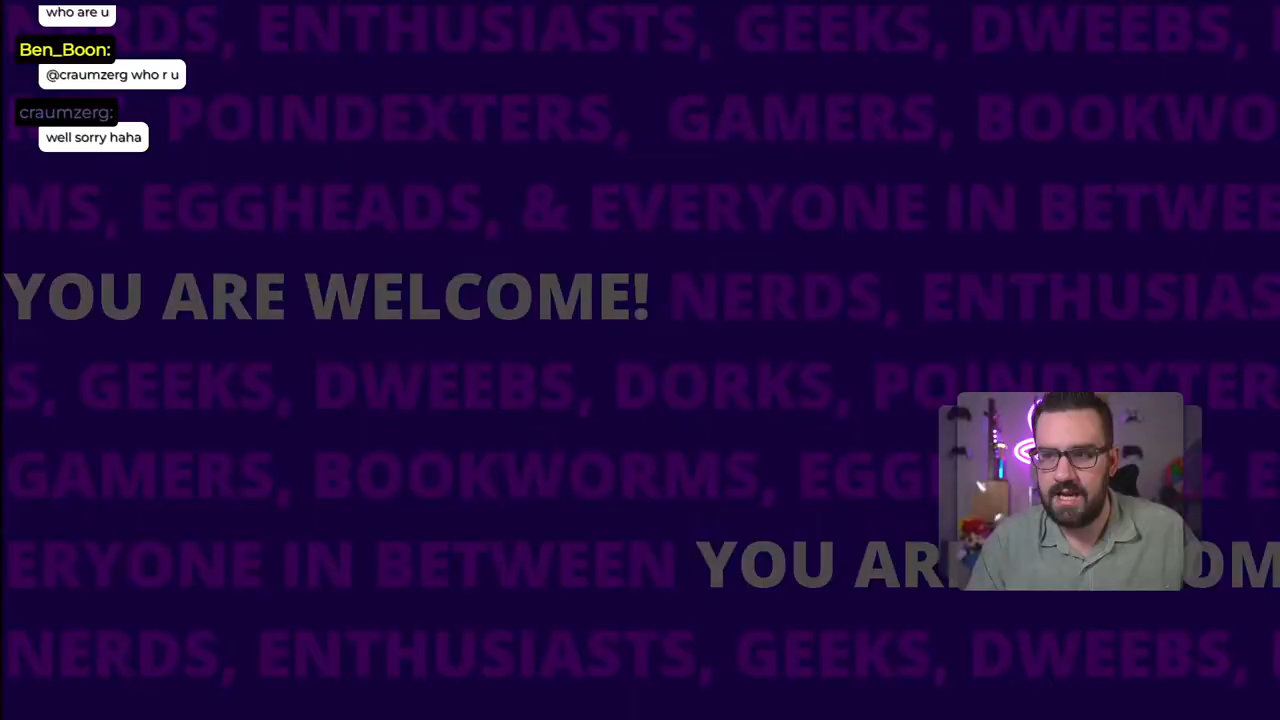 who are u
Ben_Boon:
@craumzerg who r u
craumzerg:
well sorry haha
RDS, ENTHUSIASTS, GEEKS, DWEEBS,
POINDEXTERS, GAMERS, BOOKWO
MS, EGGHEADS, & EVERYONE IN BETWEE
YOU ARE WELCOME! NERDS, ENTHUSIAS
S, GEEKS, DWEEBS, DORKS, POINDEXTER
GAMERS, BOOKWORMS, EGG & E
ERYONE IN BETWEEN YOU AR OM
NERDS, ENTHUSIASTS, GEEKS, DWEEBS,